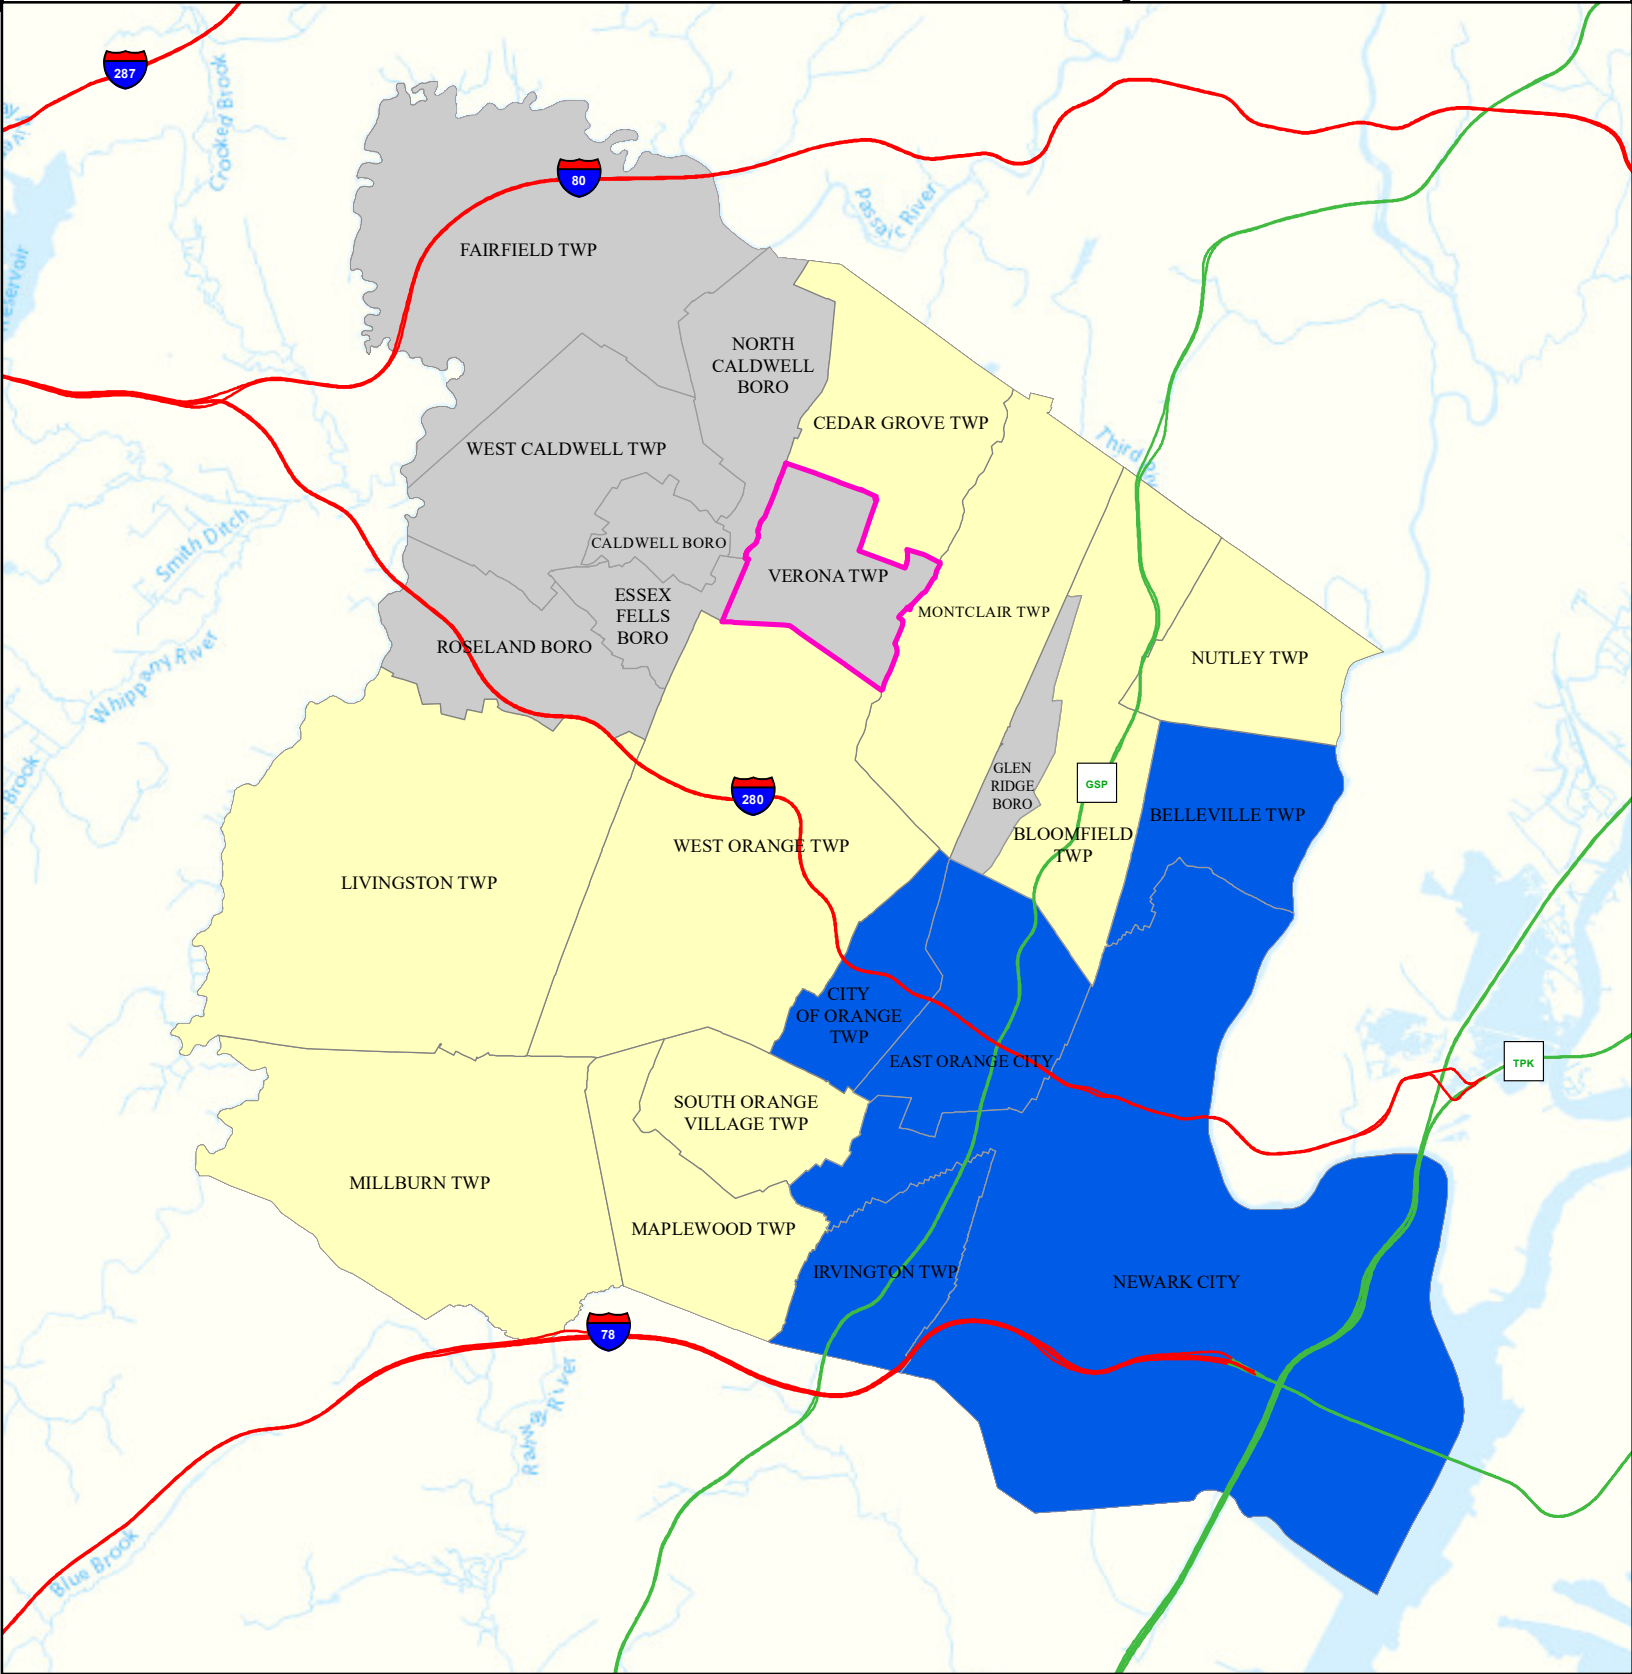 287
Crooked Brook
80
Passaic River
FAIRFIELD TWP
NORTH
CALDWELL
BORO
CEDAR GROVE TWP
WEST CALDWELL TWP
Third Riv
Smith Ditch
CALDWELL BORO
VERONA TWP
ESSEX
FELLS
BORO
MONTCLAIR TWP
ROSELAND BORO
NUTLEY TWP
Whippany River
Brook
GLEN
RIDGE
BORO
GSP
280
BELLEVILLE TWP
BLOOMFIELD
TWP
WEST ORANGE TWP
LIVINGSTON TWP
CITY
OF ORANGE
TWP
EAST ORANGE CITY
TPK
SOUTH ORANGE
VILLAGE TWP
MILLBURN TWP
MAPLEWOOD TWP
IRVINGTON TWP
NEWARK CITY
78
River
Blue Brook